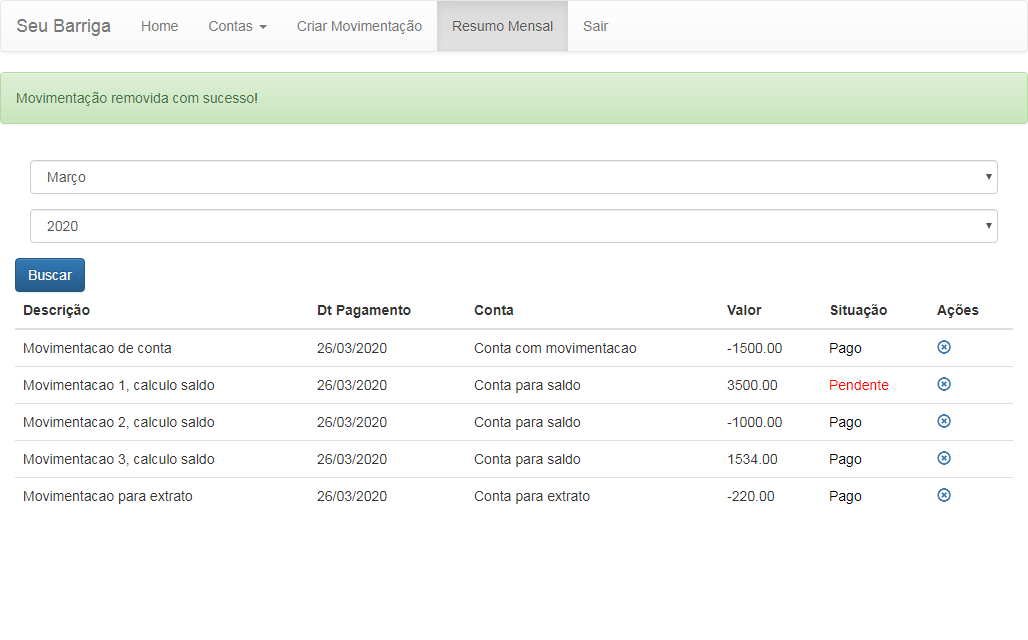 Seu Barriga Home Contas Criar Movimentação Resumo Mensal Sair
Movimentação removida com sucesso!
Março
2020
Buscar
Descrição Dt Pagamento Conta Valor Situação Ações
Movimentacao de conta 26/03/2020 Conta com movimentacao -1500.00 Pago
Movimentacao 1, calculo saldo 26/03/2020 Conta para saldo 3500.00 Pendente
Movimentacao 2, calculo saldo 26/03/2020 Conta para saldo -1000.00 Pago
Movimentacao 3, calculo saldo 26/03/2020 Conta para saldo 1534.00 Pago
Movimentacao para extrato 26/03/2020 Conta para extrato -220.00 Pago